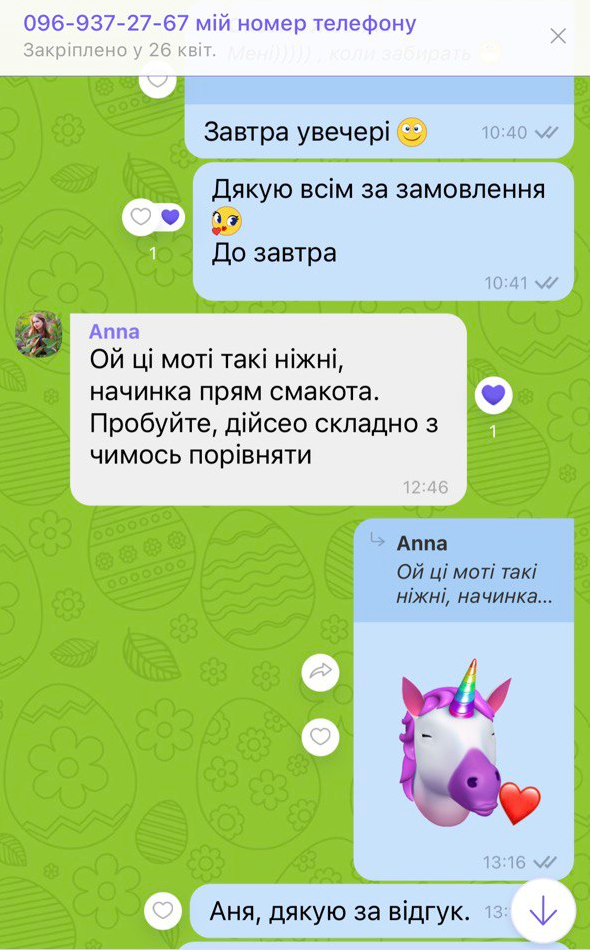 096-937-27-67 мій номер телефону
Закріплено у 26 квіт.
Мені))))) , коли забирать
Завтра увечері
10:40
Дякую всім за замовлення
До завтра
10:41
1
Anna
Ой ці моті такі ніжні,
начинка прям смакота.
Пробуйте, дійсео складно з
чимось порівняти
12:46
1
Anna
Ой ці моті такі
ніжні, начинка...
13:16
Аня, дякую за відгук.
13: